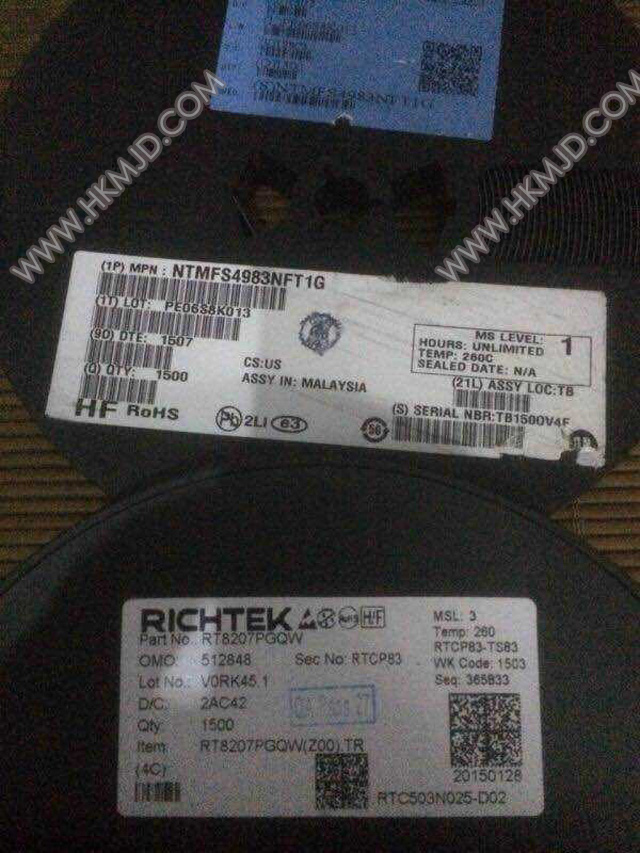 WWW.HKMJD.COM
WWW.HKMJD.COM
(1P) MPN : NTMFS4983NFT1G
(1T) LOT: PE06S8K013
(9D) DTE: 1507
(Q) QTY: 1500
HF RoHS
CS:US
ASSY IN: MALAYSIA
Pb 2LI e3
MS LEVEL: 1
HOURS: UNLIMITED
TEMP: 260C
SEALED DATE: N/A
(21L) ASSY LOC:TB
(S) SERIAL NBR:TB1500V4F
RICHTEK H/F
Part No. RT8207PGQW
OMO: 512848 Sec No: RTCP83
Lot No.: V0RK45.1
D/C: 2AC42
Qty: 1500
Item: RT8207PGQW(Z00).TR
(4C)
MSL: 3
Temp: 260
RTCP83-TS83
WK Code: 1503
Seq: 365833
20150128
RTC503N025-D02